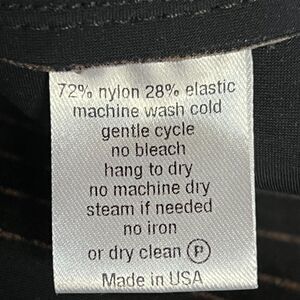 72% nylon 28% elastic
machine wash cold
gentle cycle
no bleach
hang to dry
no machine dry
steam if needed
no iron
or dry clean Ⓟ
Made in USA